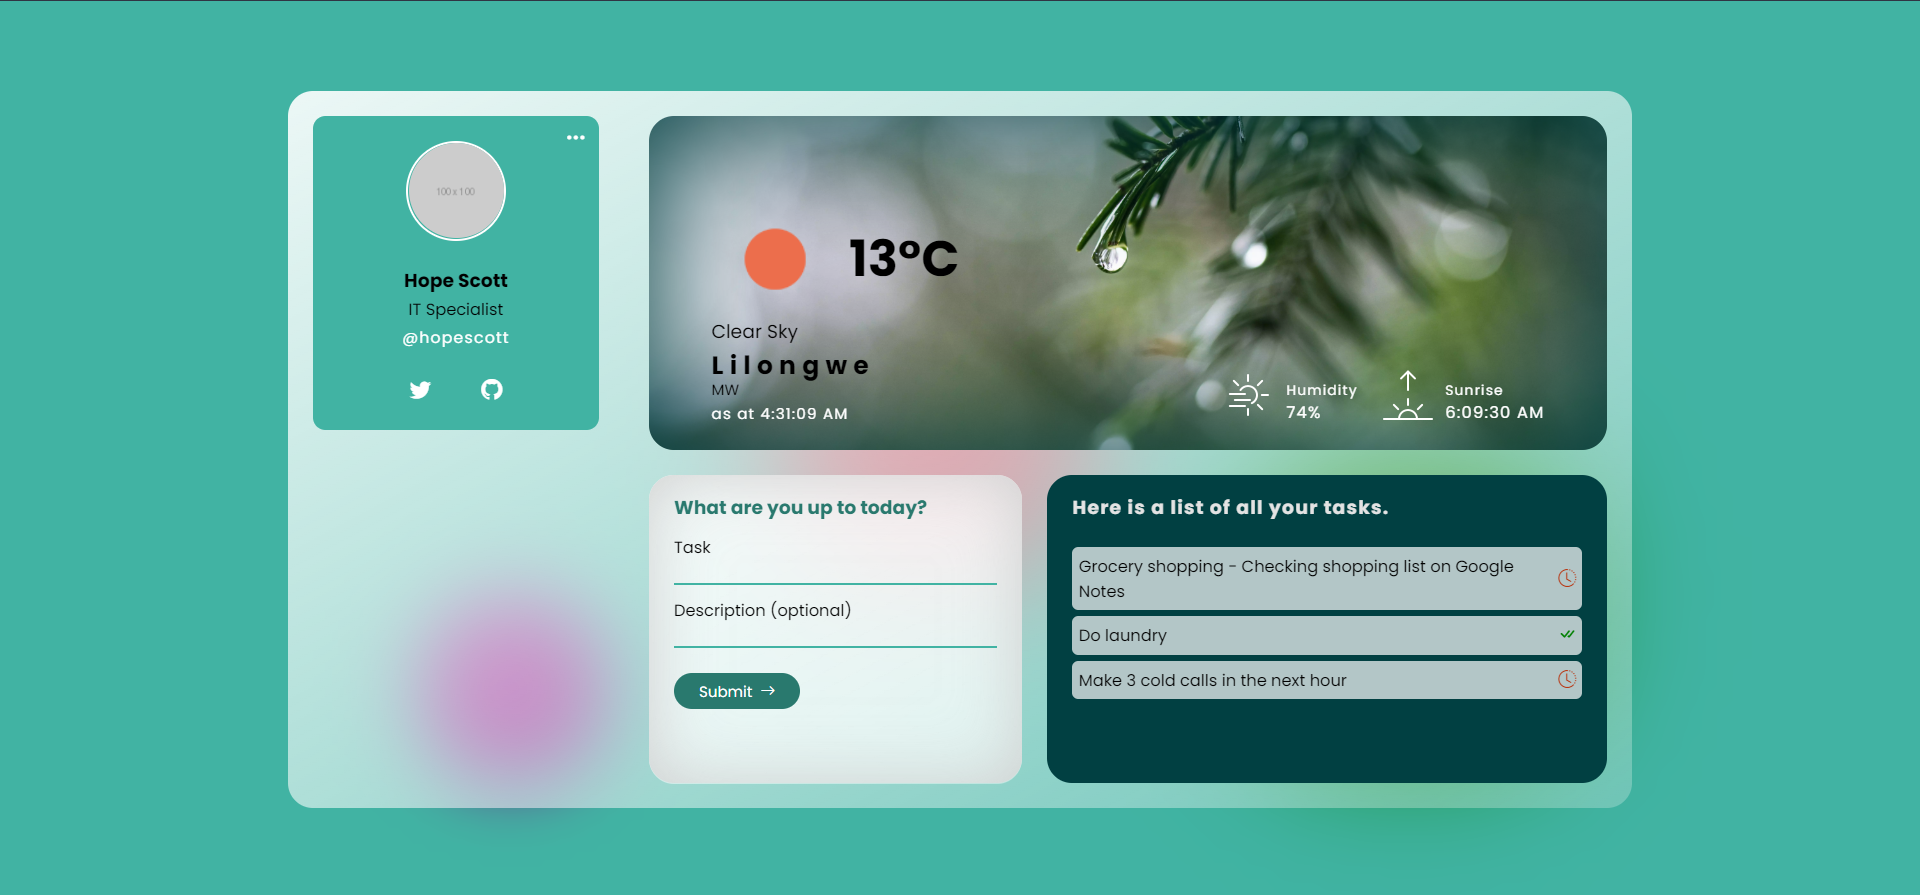 100 x 100
Hope Scott
IT Specialist
@hopescott
13°C
Clear Sky
Lilongwe
MW
as at 4:31:09 AM
Humidity
74%
Sunrise
6:09:30 AM
What are you up to today?
Task
Description (optional)
Submit →
Here is a list of all your tasks.
Grocery shopping - Checking shopping list on Google
Notes
Do laundry
Make 3 cold calls in the next hour